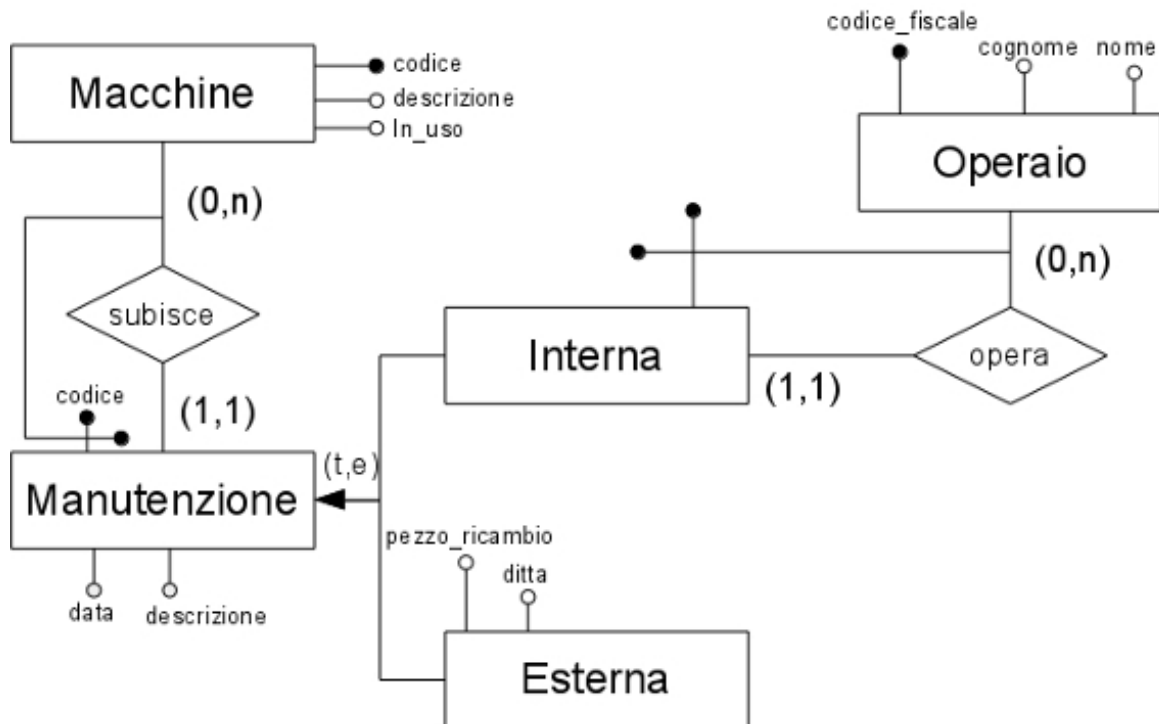 codice_fiscale
cognome
nome
Macchine
codice
descrizione
In_uso
Operaio
(0,n)
(0,n)
subisce
Interna
opera
codice
(1,1)
(1,1)
(t,e)
Manutenzione
pezzo_ricambio
ditta
data
descrizione
Esterna